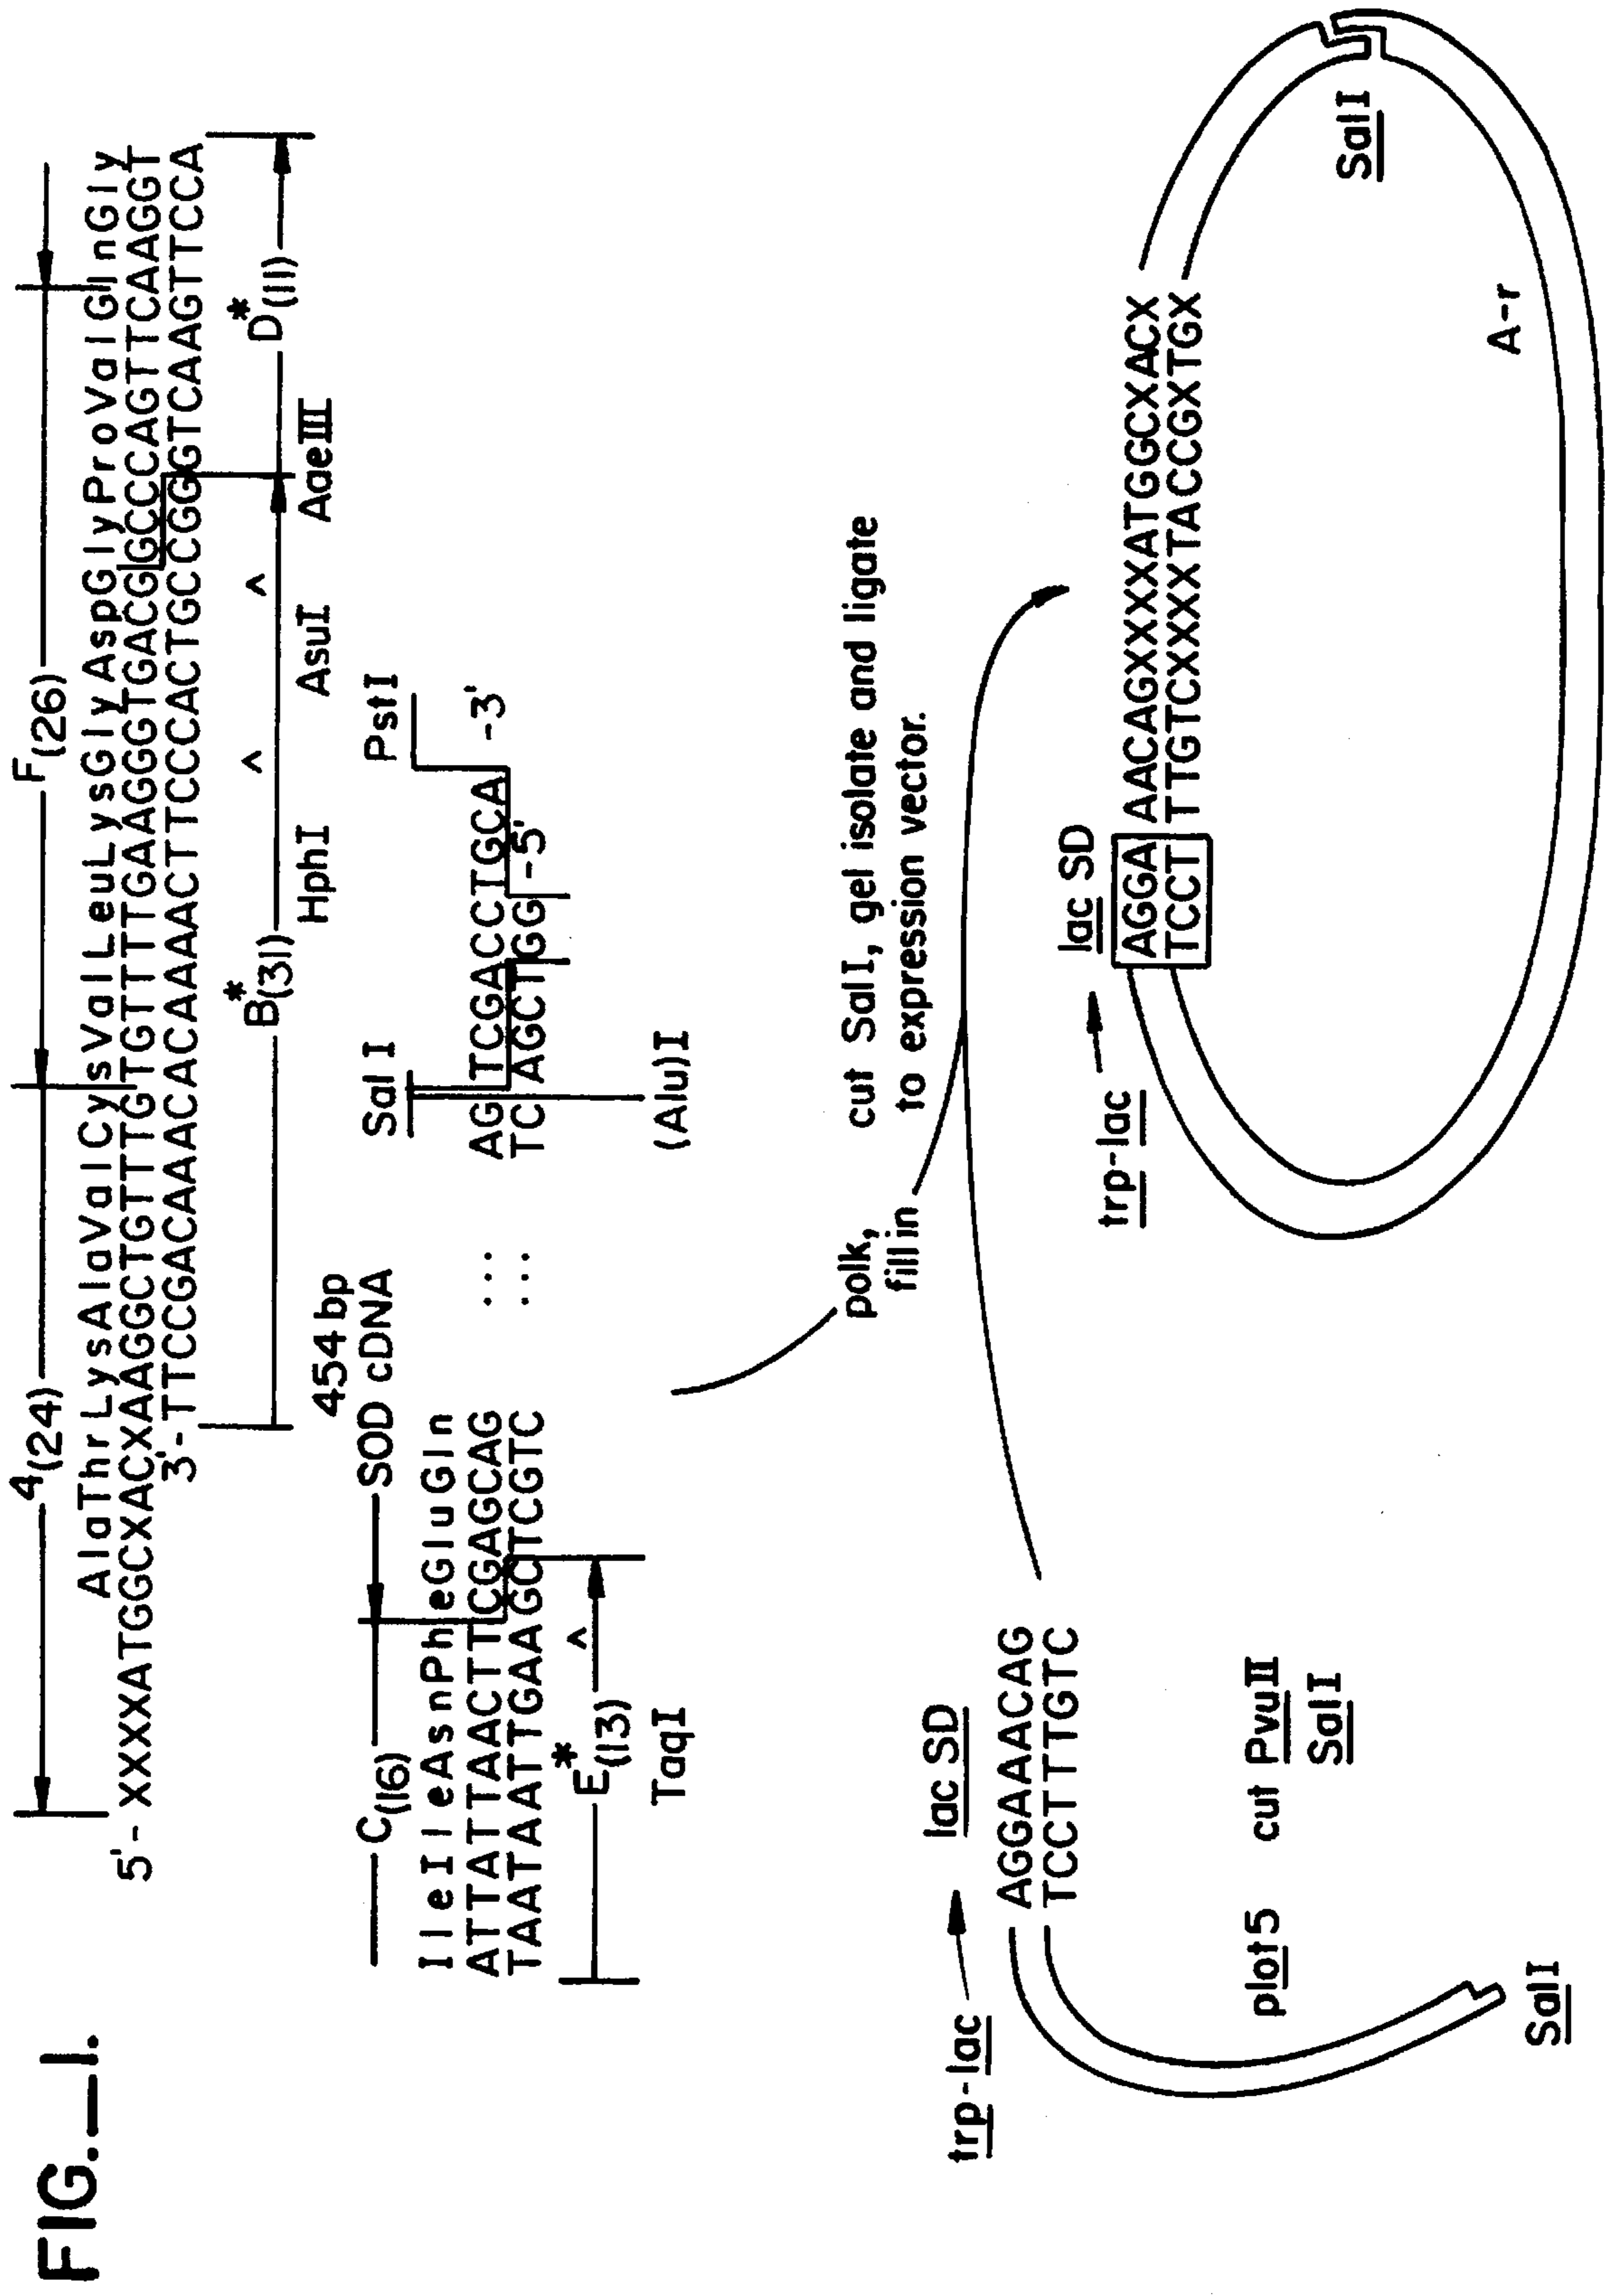 FIG.—1.
4(24)
F(26)
AlaThrLysAlaValCysValLeuLysGlyAspGlyProValGlnGly
5'-XXXXATGGCXACXAAGGCTGTTTGTGTTTTGAAGGGTGACGGCCCAGTTCAAGGT
3'-TTCCGACAAACACAAAACTTCCCACTGCCGGGTCAAGTTCCA
B*(31)
D*(11)
HphI
AsuI
AaeIII
454 bp
C(16)
SOD cDNA
Sal I
PstI
IleIleAsnPheGluGln
ATTATTAACTTCGAGCAG ... AGTCGACCTGCA -3'
TAATAATTGAAGCTCGTC ... TCAGCTGG -5'
E*(13)
TaqI
(Alu)I
polk,
fill in
cut Sal I, gel isolate and ligate
to expression vector.
trp-lac
lac SD
AGGAAACAG
TCCTTTGTC
plot5
cut PvuII
SalI
SalI
trp-lac
lac SD
AGGA AACAGXXXXATGGCXACX
TCCT TTGTCXXXXTACCGXTGX
SalI
A-r